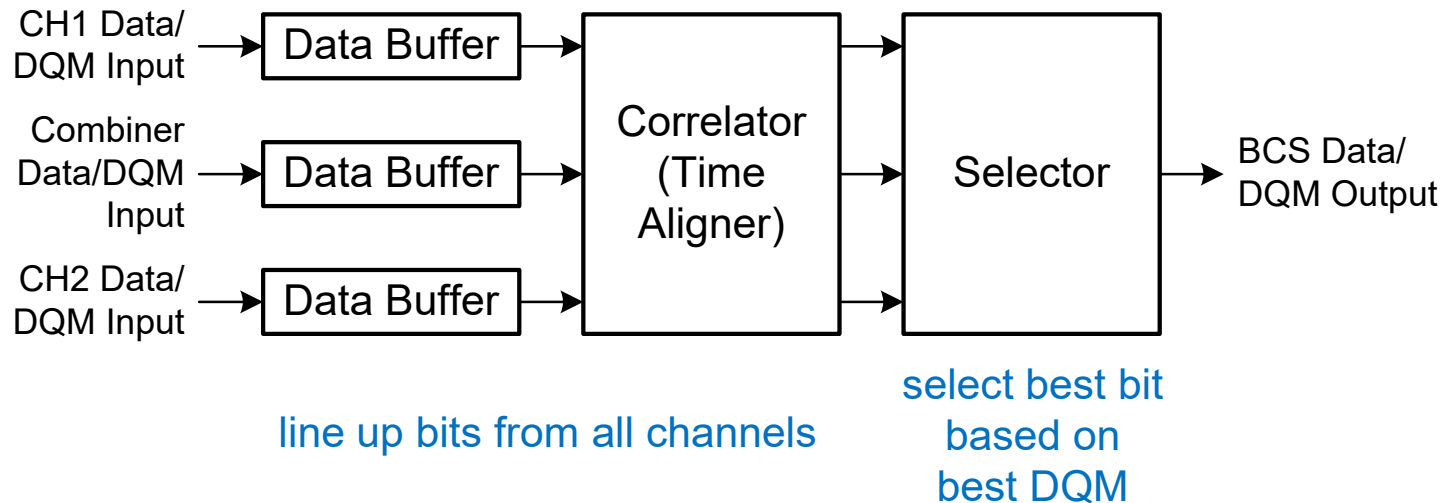 CH1 Data/
DQM Input
Data Buffer
Combiner
Data/DQM
Input
Data Buffer
CH2 Data/
DQM Input
Data Buffer
Correlator
(Time
Aligner)
Selector
BCS Data/
DQM Output
line up bits from all channels
select best bit
based on
best DQM